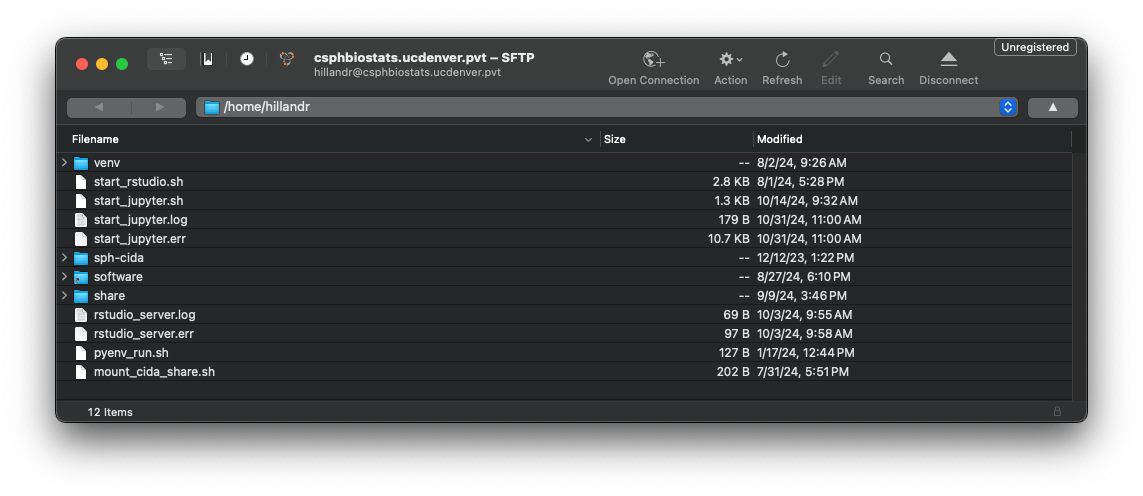 csphbiostats.ucdenver.pvt – SFTP
hillandr@csphbiostats.ucdenver.pvt
Unregistered
Open Connection Action Refresh Edit Search Disconnect
/home/hillandr
Filename Size Modified
venv -- 8/2/24, 9:26 AM
start_rstudio.sh 2.8 KB 8/1/24, 5:28 PM
start_jupyter.sh 1.3 KB 10/14/24, 9:32 AM
start_jupyter.log 179 B 10/31/24, 11:00 AM
start_jupyter.err 10.7 KB 10/31/24, 11:00 AM
sph-cida -- 12/12/23, 1:22 PM
software -- 8/27/24, 6:10 PM
share -- 9/9/24, 3:46 PM
rstudio_server.log 69 B 10/3/24, 9:55 AM
rstudio_server.err 97 B 10/3/24, 9:58 AM
pyenv_run.sh 127 B 1/17/24, 12:44 PM
mount_cida_share.sh 202 B 7/31/24, 5:51 PM
12 Items